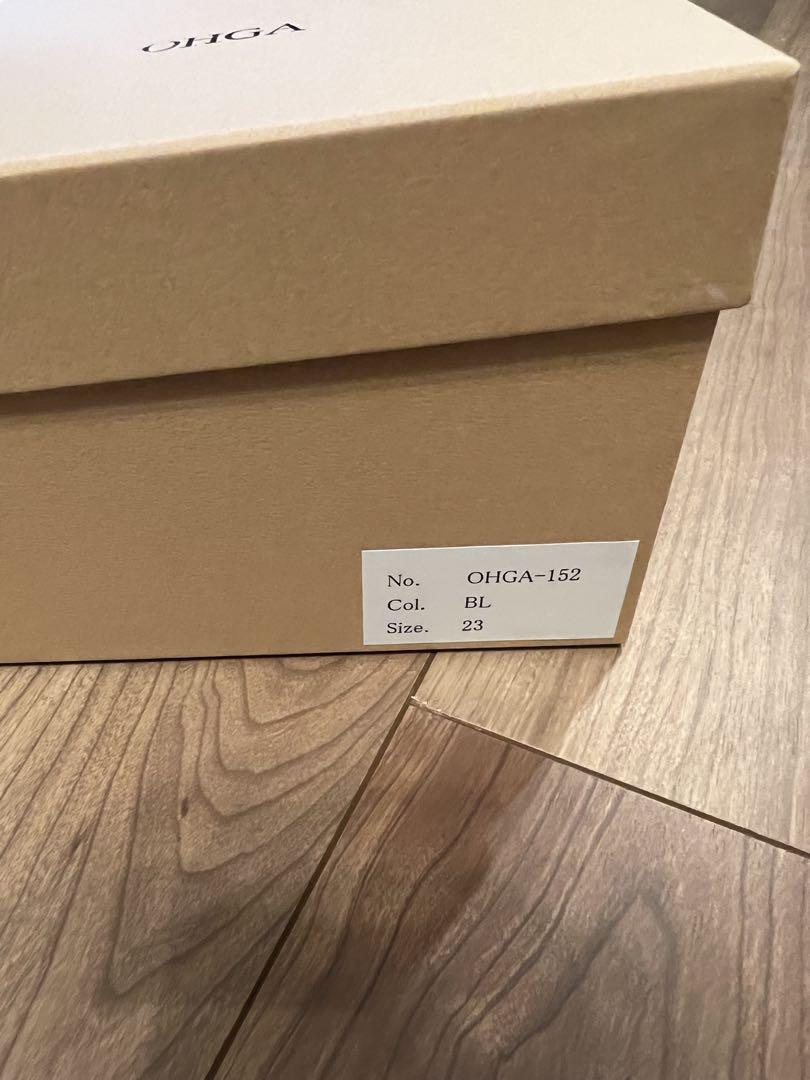 OHGA
No. OHGA-152
Col. BL
Size. 23